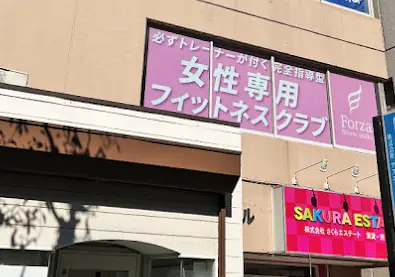 必ずトレーナーが付く完全指導型
女性専用
フィットネスクラブ
Forza
SAKURA ESTA
株式会社 さくらエステート
ル